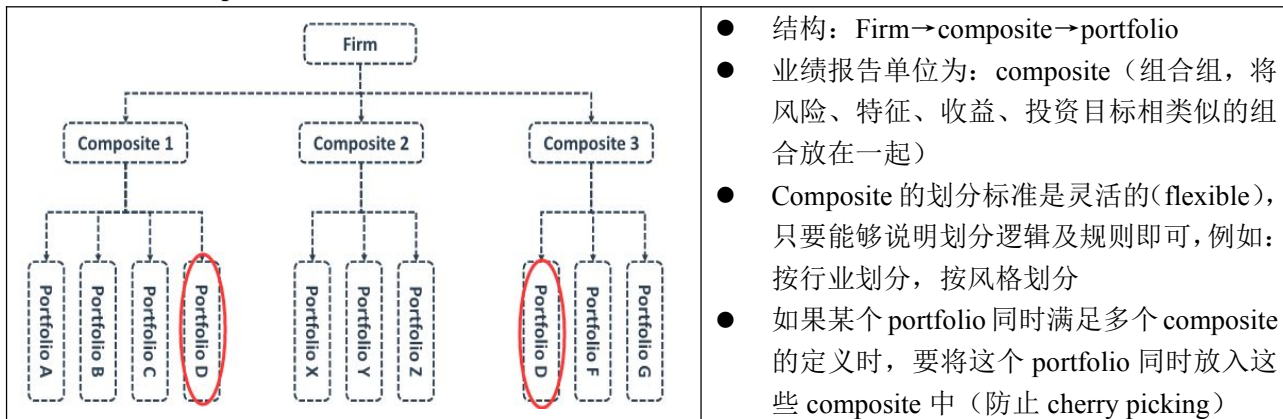 Firm
Composite 1
Composite 2
Composite 3
Portfolio A
Portfolio B
Portfolio C
Portfolio D
Portfolio X
Portfolio Y
Portfolio Z
Portfolio D
Portfolio F
Portfolio G
● 结构：Firm→composite→portfolio
● 业绩报告单位为：composite（组合组，将
风险、特征、收益、投资目标相类似的组
合放在一起）
● Composite 的划分标准是灵活的（flexible），
只要能够说明划分逻辑及规则即可，例如：
按行业划分，按风格划分
● 如果某个 portfolio 同时满足多个 composite
的定义时，要将这个 portfolio 同时放入这
些 composite 中（防止 cherry picking）